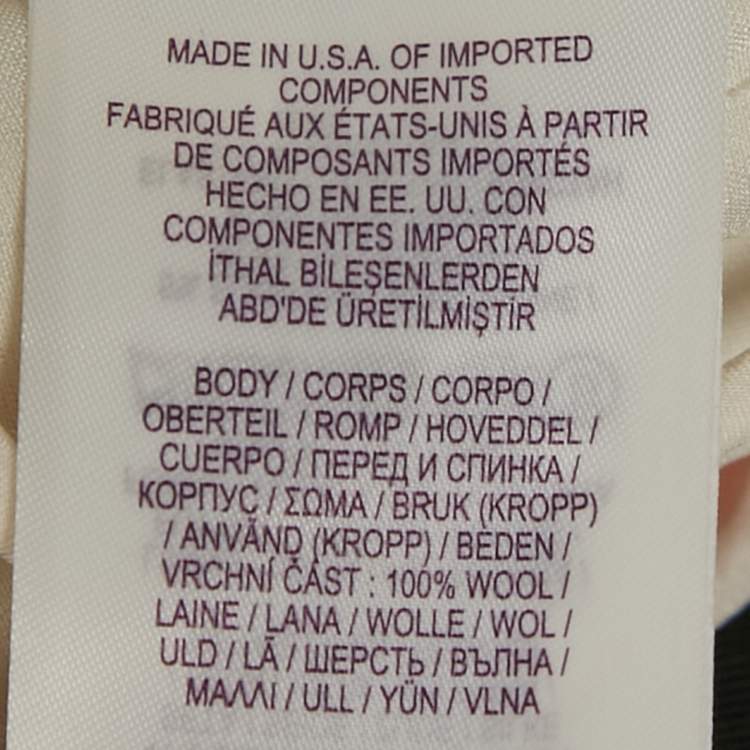 MADE IN U.S.A. OF IMPORTED
COMPONENTS
FABRIQUÉ AUX ÉTATS-UNIS À PARTIR
DE COMPOSANTS IMPORTÉS
HECHO EN EE. UU. CON
COMPONENTES IMPORTADOS
İTHAL BİLEŞENLERDEN
ABD'DE ÜRETİLMİŞTİR
BODY / CORPS / CORPO /
OBERTEIL / ROMP / HOVEDDEL /
CUERPO / ПЕРЕД И СПИНКА /
КОРПУС / ΣΩΜΑ / BRUK (KROPP)
/ ANVÄND (KROPP) / BEDEN /
VRCHNÍ ČÁST : 100% WOOL /
LAINE / LANA / WOLLE / WOL /
ULD / LÃ / ШЕРСТЬ / ВЪЛНА /
ΜΑΛΛΙ / ULL / YÜN / VLNA